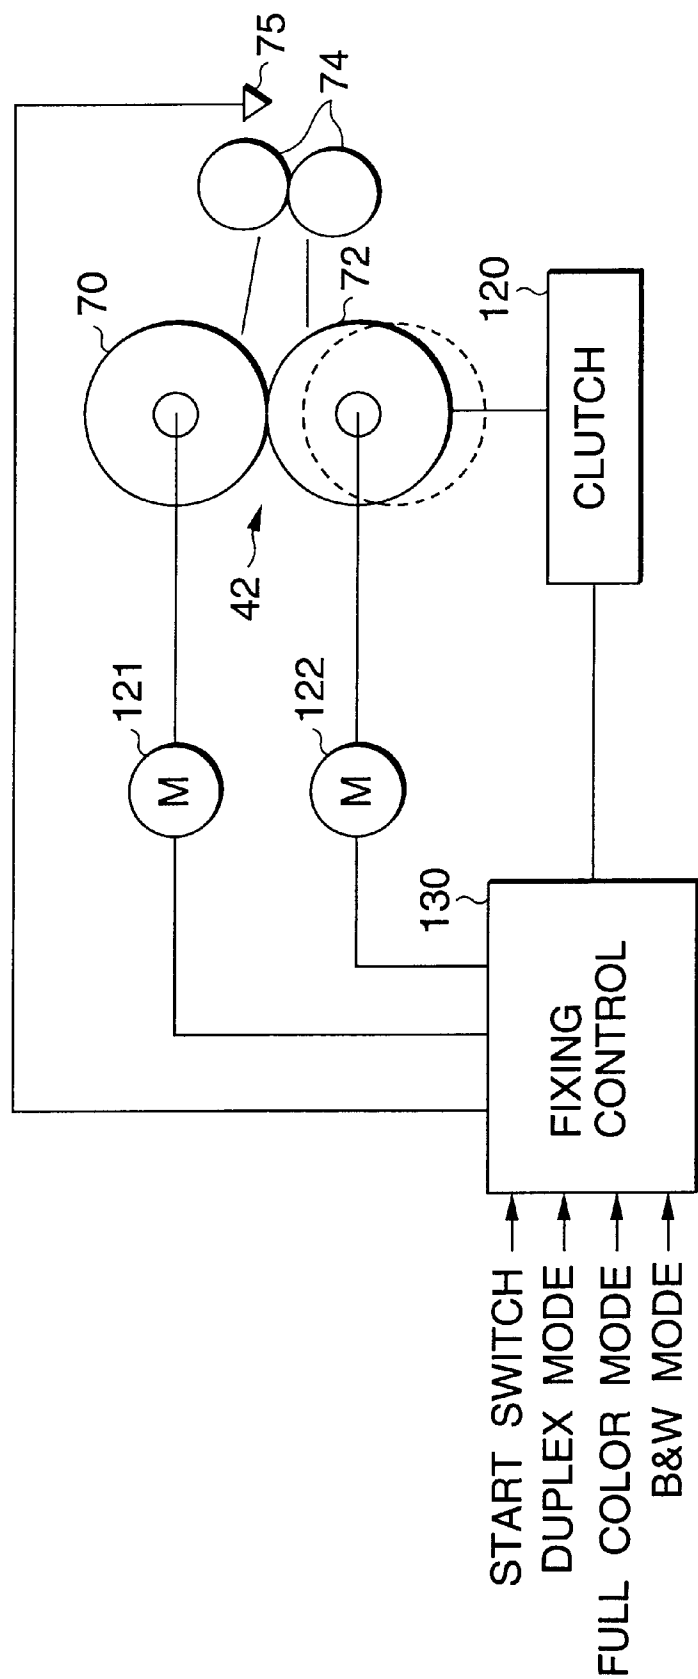 75
74
70
72
120
CLUTCH
42
121
M
122
M
130
FIXING
CONTROL
START SWITCH
DUPLEX MODE
FULL COLOR MODE
B&W MODE